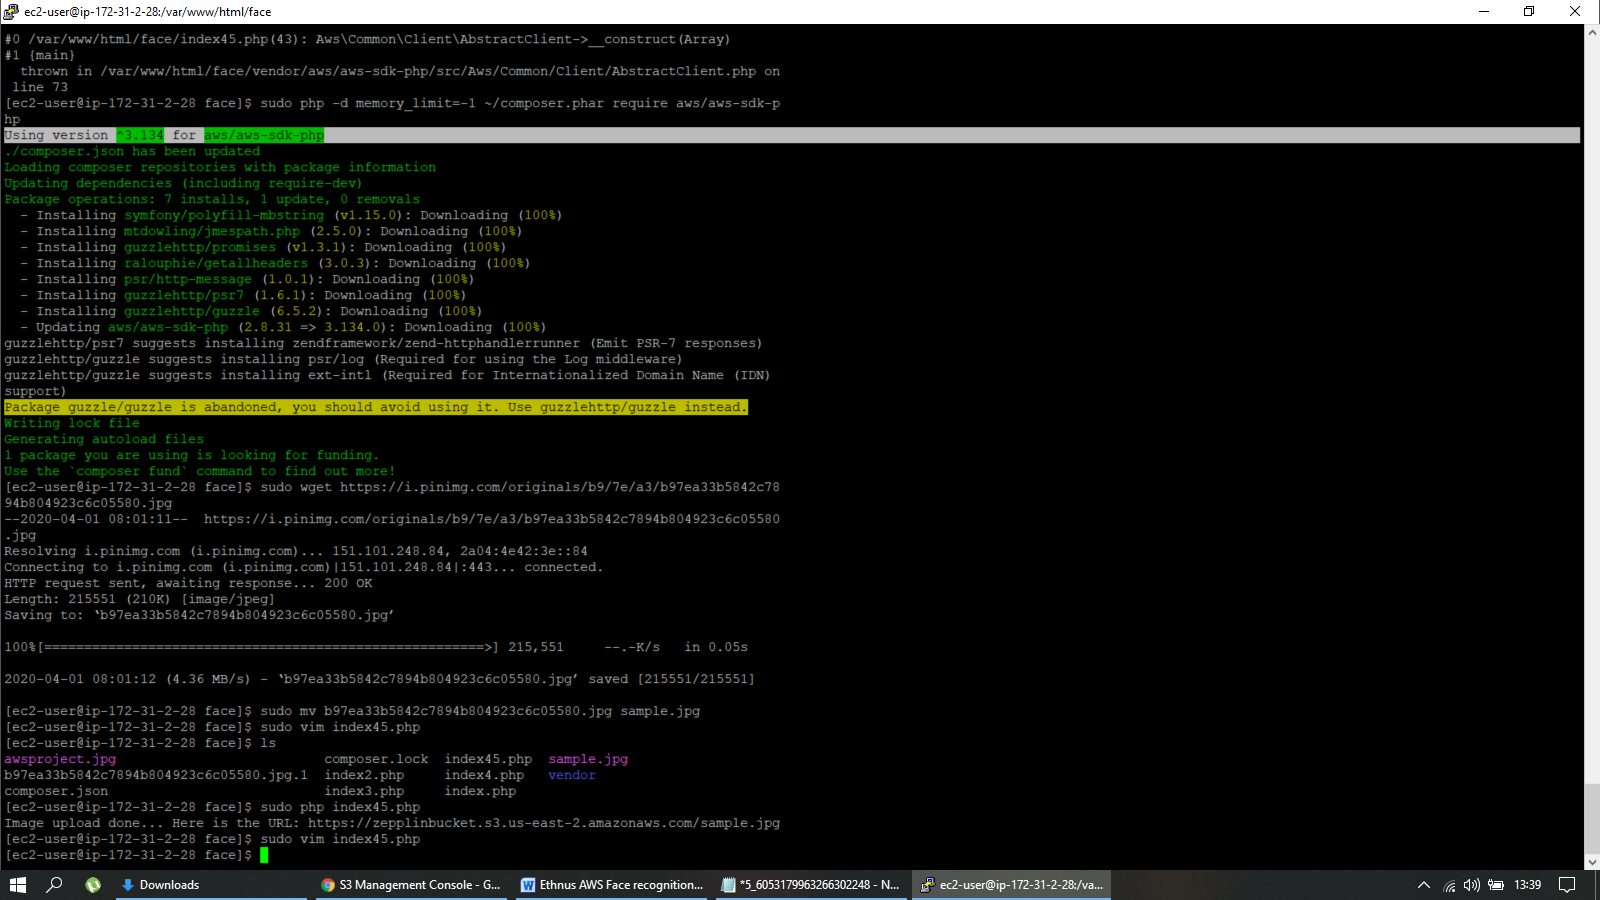 ec2-user@ip-172-31-2-28:/var/www/html/face
#0 /var/www/html/face/index45.php(43): Aws\Common\Client\AbstractClient->__construct(Array)
#1 {main}
  thrown in /var/www/html/face/vendor/aws/aws-sdk-php/src/Aws/Common/Client/AbstractClient.php on
 line 73
[ec2-user@ip-172-31-2-28 face]$ sudo php -d memory_limit=-1 ~/composer.phar require aws/aws-sdk-p
hp
Using version ^3.134 for aws/aws-sdk-php
./composer.json has been updated
Loading composer repositories with package information
Updating dependencies (including require-dev)
Package operations: 7 installs, 1 update, 0 removals
  - Installing symfony/polyfill-mbstring (v1.15.0): Downloading (100%)
  - Installing mtdowling/jmespath.php (2.5.0): Downloading (100%)
  - Installing guzzlehttp/promises (v1.3.1): Downloading (100%)
  - Installing ralouphie/getallheaders (3.0.3): Downloading (100%)
  - Installing psr/http-message (1.0.1): Downloading (100%)
  - Installing guzzlehttp/psr7 (1.6.1): Downloading (100%)
  - Installing guzzlehttp/guzzle (6.5.2): Downloading (100%)
  - Updating aws/aws-sdk-php (2.8.31 => 3.134.0): Downloading (100%)
guzzlehttp/psr7 suggests installing zendframework/zend-httphandlerrunner (Emit PSR-7 responses)
guzzlehttp/guzzle suggests installing psr/log (Required for using the Log middleware)
guzzlehttp/guzzle suggests installing ext-intl (Required for Internationalized Domain Name (IDN)
support)
Package guzzle/guzzle is abandoned, you should avoid using it. Use guzzlehttp/guzzle instead.
Writing lock file
Generating autoload files
1 package you are using is looking for funding.
Use the `composer fund` command to find out more!
[ec2-user@ip-172-31-2-28 face]$ sudo wget https://i.pinimg.com/originals/b9/7e/a3/b97ea33b5842c78
94b804923c6c05580.jpg
--2020-04-01 08:01:11--  https://i.pinimg.com/originals/b9/7e/a3/b97ea33b5842c7894b804923c6c05580
.jpg
Resolving i.pinimg.com (i.pinimg.com)... 151.101.248.84, 2a04:4e42:3e::84
Connecting to i.pinimg.com (i.pinimg.com)|151.101.248.84|:443... connected.
HTTP request sent, awaiting response... 200 OK
Length: 215551 (210K) [image/jpeg]
Saving to: ‘b97ea33b5842c7894b804923c6c05580.jpg’
100%[=======================================================>] 215,551     --.-K/s   in 0.05s
2020-04-01 08:01:12 (4.36 MB/s) - ‘b97ea33b5842c7894b804923c6c05580.jpg’ saved [215551/215551]
[ec2-user@ip-172-31-2-28 face]$ sudo mv b97ea33b5842c7894b804923c6c05580.jpg sample.jpg
[ec2-user@ip-172-31-2-28 face]$ sudo vim index45.php
[ec2-user@ip-172-31-2-28 face]$ ls
awsproject.jpg                          composer.lock  index45.php  sample.jpg
b97ea33b5842c7894b804923c6c05580.jpg.1  index2.php     index4.php   vendor
composer.json                           index3.php     index.php
[ec2-user@ip-172-31-2-28 face]$ sudo php index45.php
Image upload done... Here is the URL: https://zepplinbucket.s3.us-east-2.amazonaws.com/sample.jpg
[ec2-user@ip-172-31-2-28 face]$ sudo vim index45.php
[ec2-user@ip-172-31-2-28 face]$
Downloads S3 Management Console - G... Ethnus AWS Face recognition... *5_6053179963266302248 - N... ec2-user@ip-172-31-2-28:/va... 13:39